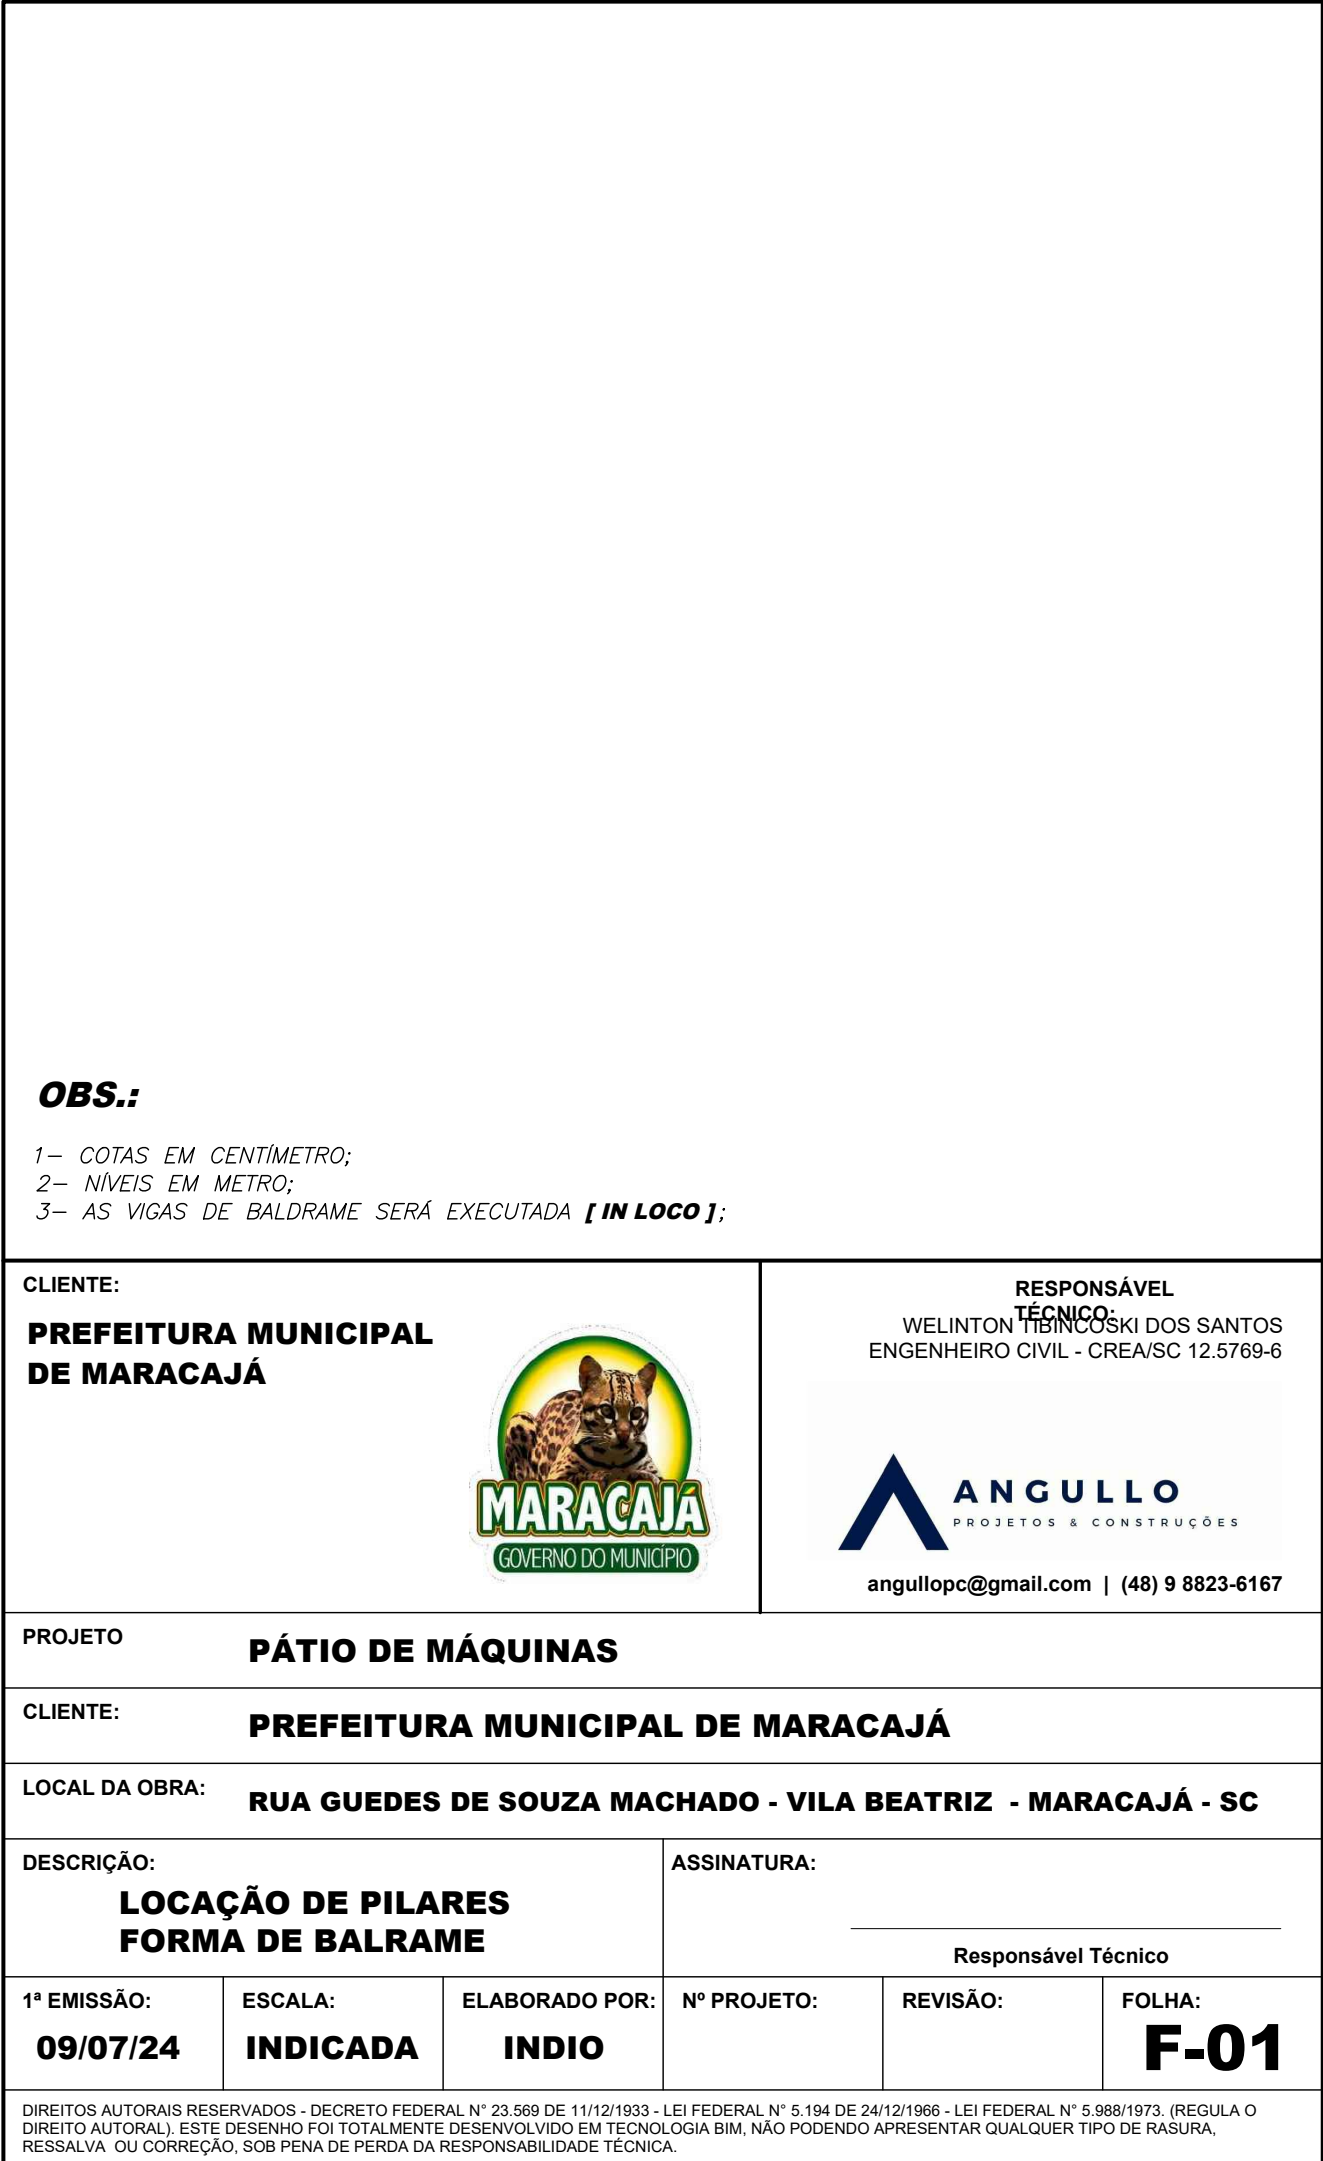 OBS.:
1- COTAS EM CENTÍMETRO;
2- NÍVEIS EM METRO;
3- AS VIGAS DE BALDRAME SERÁ EXECUTADA [ IN LOCO ];
CLIENTE:
PREFEITURA MUNICIPAL
DE MARACAJÁ
MARACAJÁ
GOVERNO DO MUNICÍPIO
RESPONSÁVEL
TÉCNICO:
WELINTON TIBINCOSKI DOS SANTOS
ENGENHEIRO CIVIL - CREA/SC 12.5769-6
ANGULLO
PROJETOS & CONSTRUÇÕES
angullopc@gmail.com | (48) 9 8823-6167
PROJETO
PÁTIO DE MÁQUINAS
CLIENTE:
PREFEITURA MUNICIPAL DE MARACAJÁ
LOCAL DA OBRA:
RUA GUEDES DE SOUZA MACHADO - VILA BEATRIZ - MARACAJÁ - SC
DESCRIÇÃO:
LOCAÇÃO DE PILARES
FORMA DE BALRAME
ASSINATURA:
Responsável Técnico
1ª EMISSÃO:
09/07/24
ESCALA:
INDICADA
ELABORADO POR:
INDIO
Nº PROJETO:
REVISÃO:
FOLHA:
F-01
DIREITOS AUTORAIS RESERVADOS - DECRETO FEDERAL N° 23.569 DE 11/12/1933 - LEI FEDERAL N° 5.194 DE 24/12/1966 - LEI FEDERAL N° 5.988/1973. (REGULA O
DIREITO AUTORAL). ESTE DESENHO FOI TOTALMENTE DESENVOLVIDO EM TECNOLOGIA BIM, NÃO PODENDO APRESENTAR QUALQUER TIPO DE RASURA,
RESSALVA OU CORREÇÃO, SOB PENA DE PERDA DA RESPONSABILIDADE TÉCNICA.